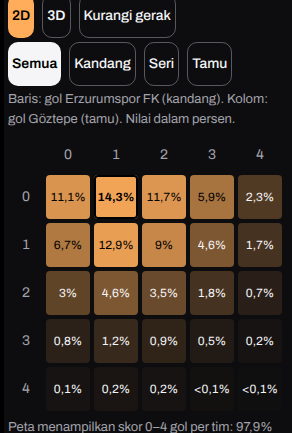 2D 3D Kurangi gerak
Semua Kandang Seri Tamu
Baris: gol Erzurumspor FK (kandang). Kolom:
gol Göztepe (tamu). Nilai dalam persen.
0 1 2 3 4
0 11,1% 14,3% 11,7% 5,9% 2,3%
1 6,7% 12,9% 9% 4,6% 1,7%
2 3% 4,6% 3,5% 1,8% 0,7%
3 0,8% 1,2% 0,9% 0,5% 0,2%
4 0,1% 0,2% 0,2% <0,1% <0,1%
Peta menampilkan skor 0–4 gol per tim: 97,9%